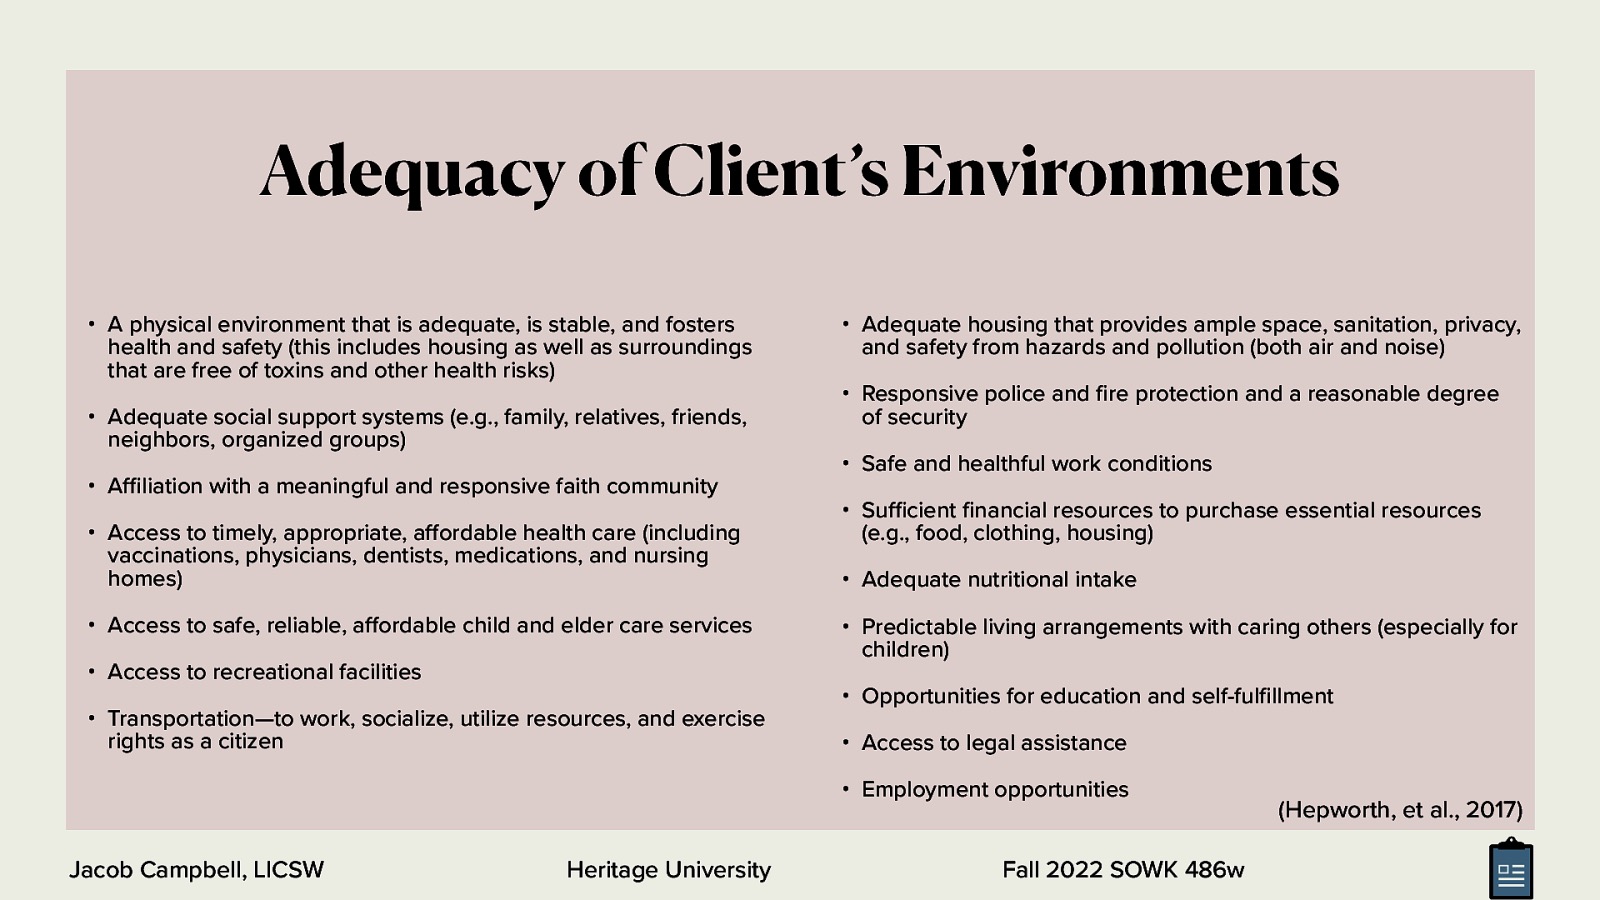 Adequacy of Client’s Environments
• A physical environment that is adequate, is stable, and fosters
health and safety (this includes housing as well as surroundings
that are free of toxins and other health risks)
• Adequate social support systems (e.g., family, relatives, friends,
neighbors, organized groups)
• Affiliation with a meaningful and responsive faith community
• Access to timely, appropriate, affordable health care (including
vaccinations, physicians, dentists, medications, and nursing
homes)
• Access to safe, reliable, affordable child and elder care services
• Access to recreational facilities
• Transportation—to work, socialize, utilize resources, and exercise
rights as a citizen
• Adequate housing that provides ample space, sanitation, privacy,
and safety from hazards and pollution (both air and noise)
• Responsive police and fire protection and a reasonable degree
of security
• Safe and healthful work conditions
• Sufficient financial resources to purchase essential resources
(e.g., food, clothing, housing)
• Adequate nutritional intake
• Predictable living arrangements with caring others (especially for
children)
• Opportunities for education and self-fulfillment
• Access to legal assistance
• Employment opportunities
(Hepworth, et al., 2017)
Jacob Campbell, LICSW
Heritage University
Fall 2022 SOWK 486w